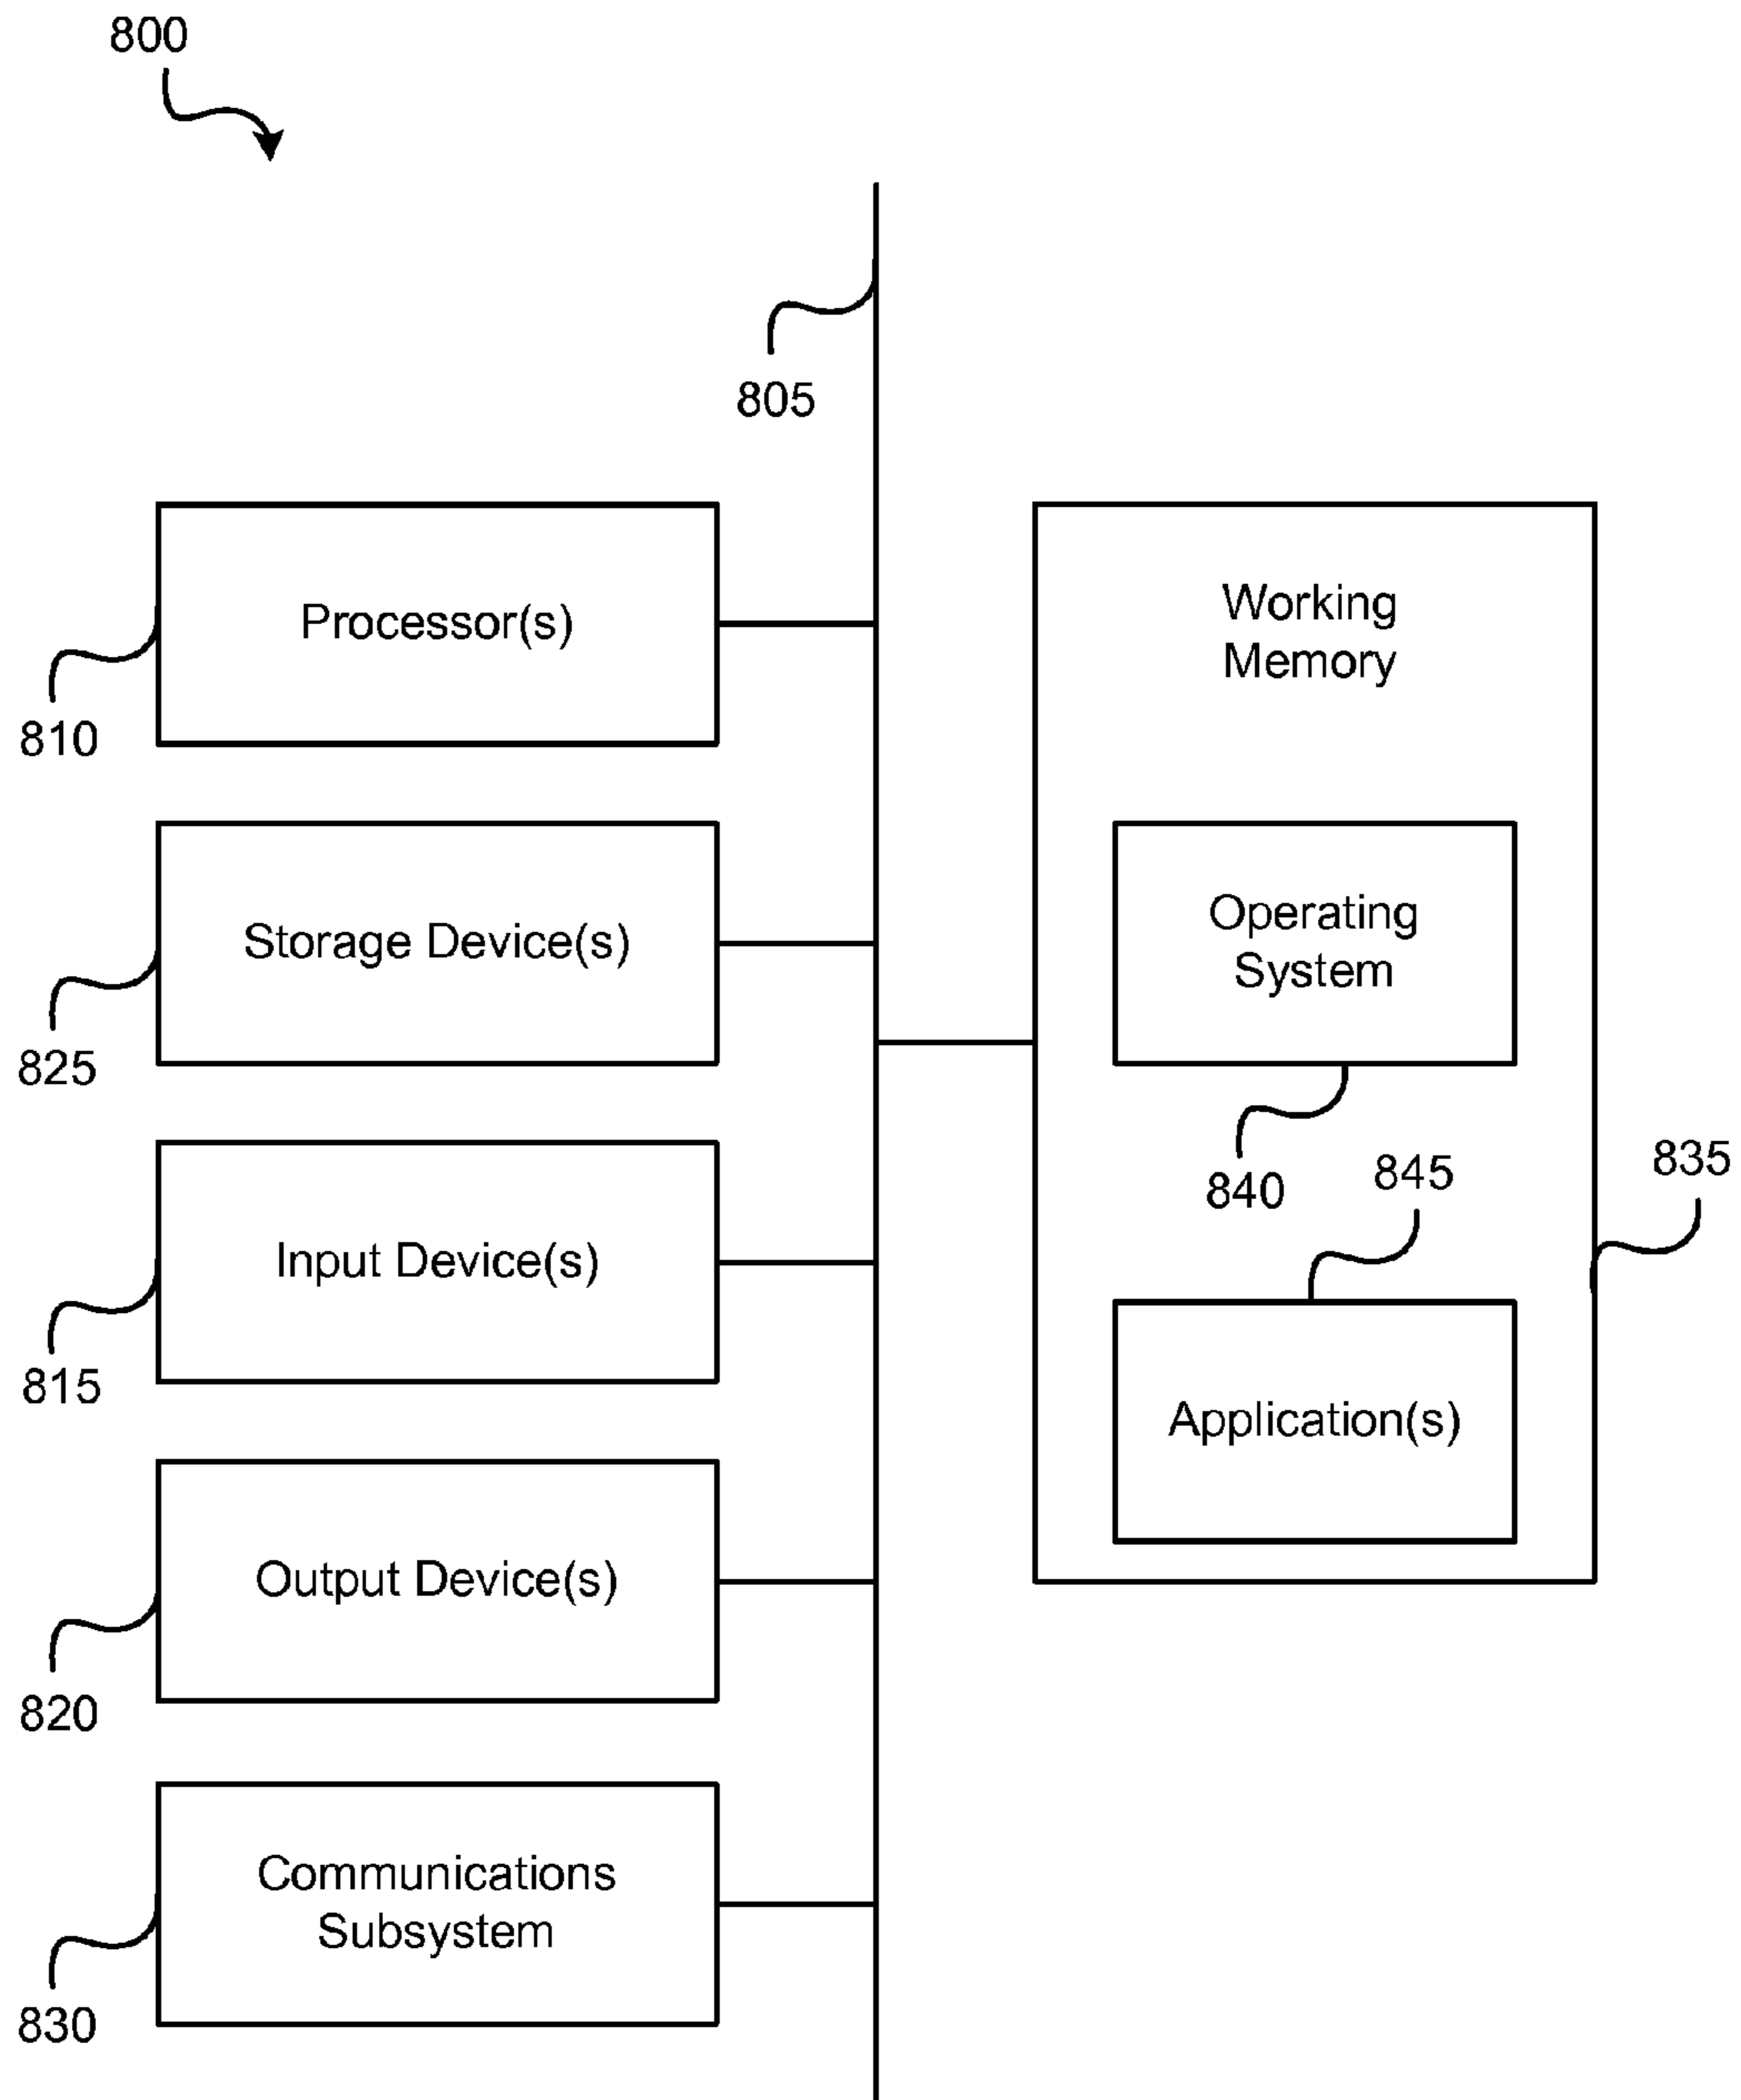 800
805
Processor(s)
810
Storage Device(s)
825
Input Device(s)
815
Output Device(s)
820
Communications
Subsystem
830
Working
Memory
Operating
System
840
845
835
Application(s)